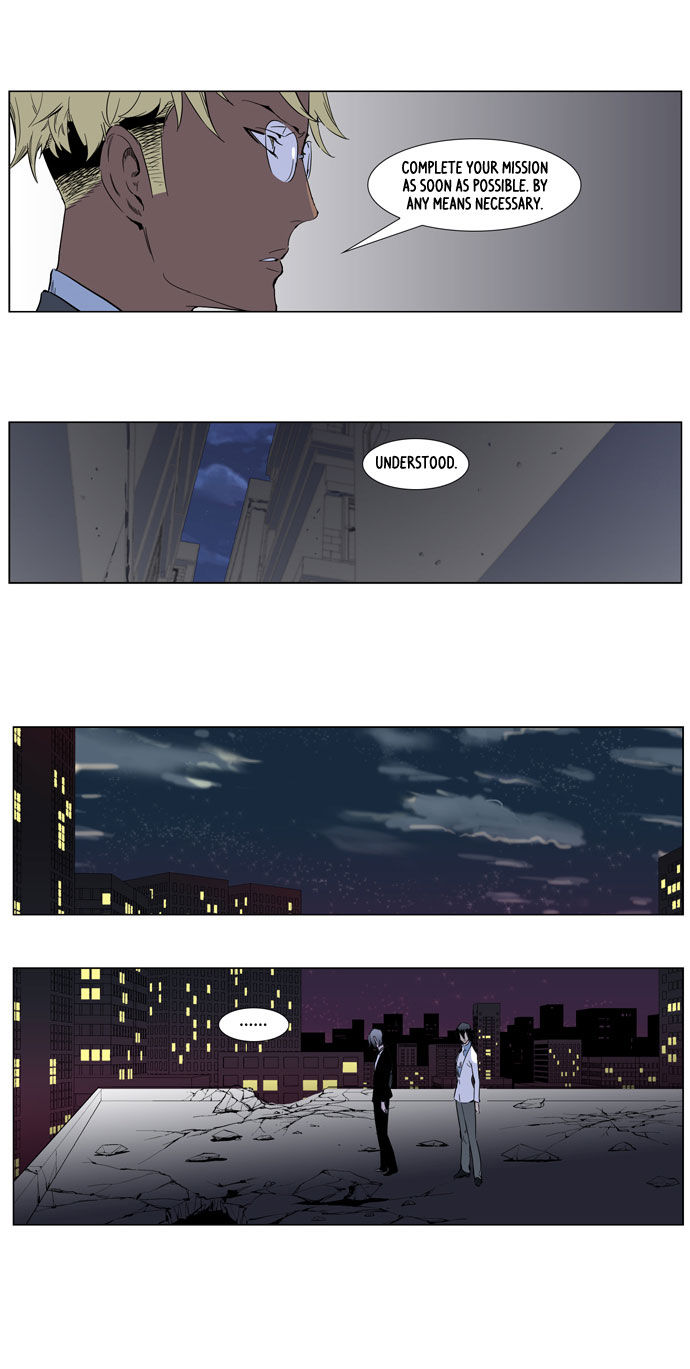 COMPLETE YOUR MISSION
AS SOON AS POSSIBLE. BY
ANY MEANS NECESSARY.
UNDERSTOOD.
......